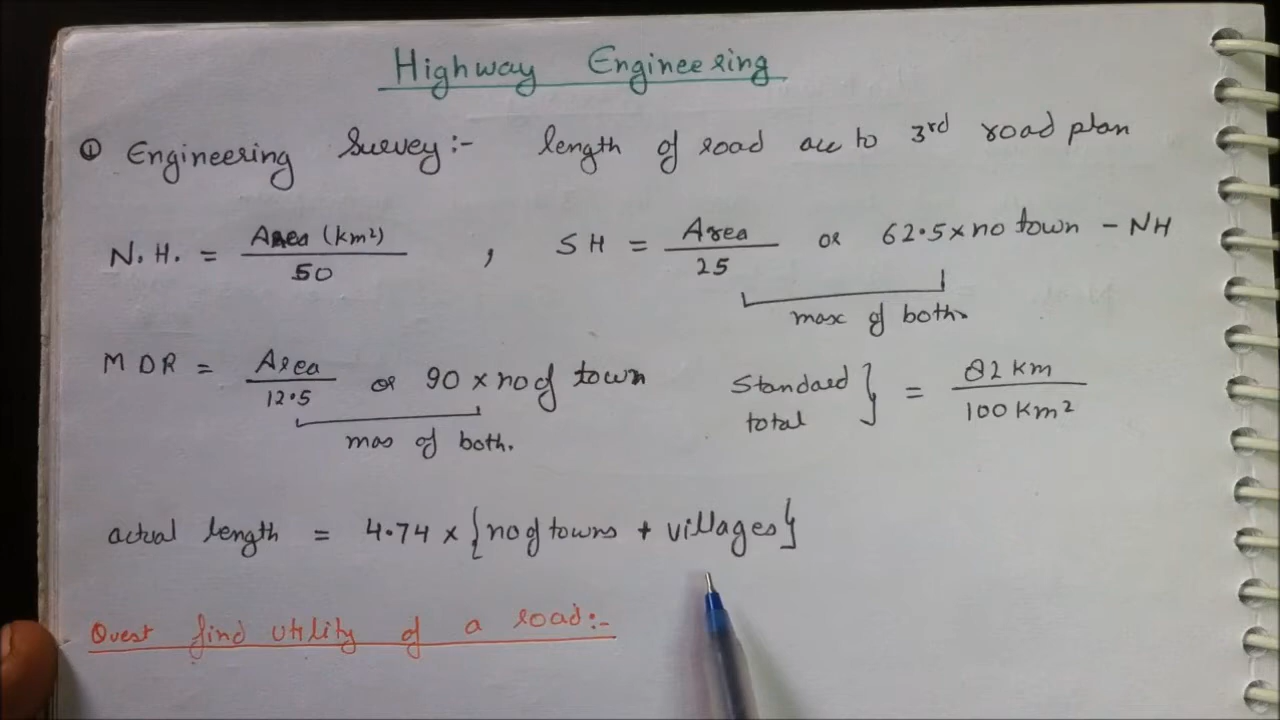 Highway Engineering
① Engineering Survey:- length of road acc to 3rd road plan
N.H. = Area (km²) / 50 , SH = Area / 25 or 62.5 x no town - NH
max of both.
MDR = Area / 12.5 or 90 x no of town
max of both.
Standard total } = 82 km / 100 km²
actual length = 4.74 x {no of towns + villages}
Quest find utility of a road:-